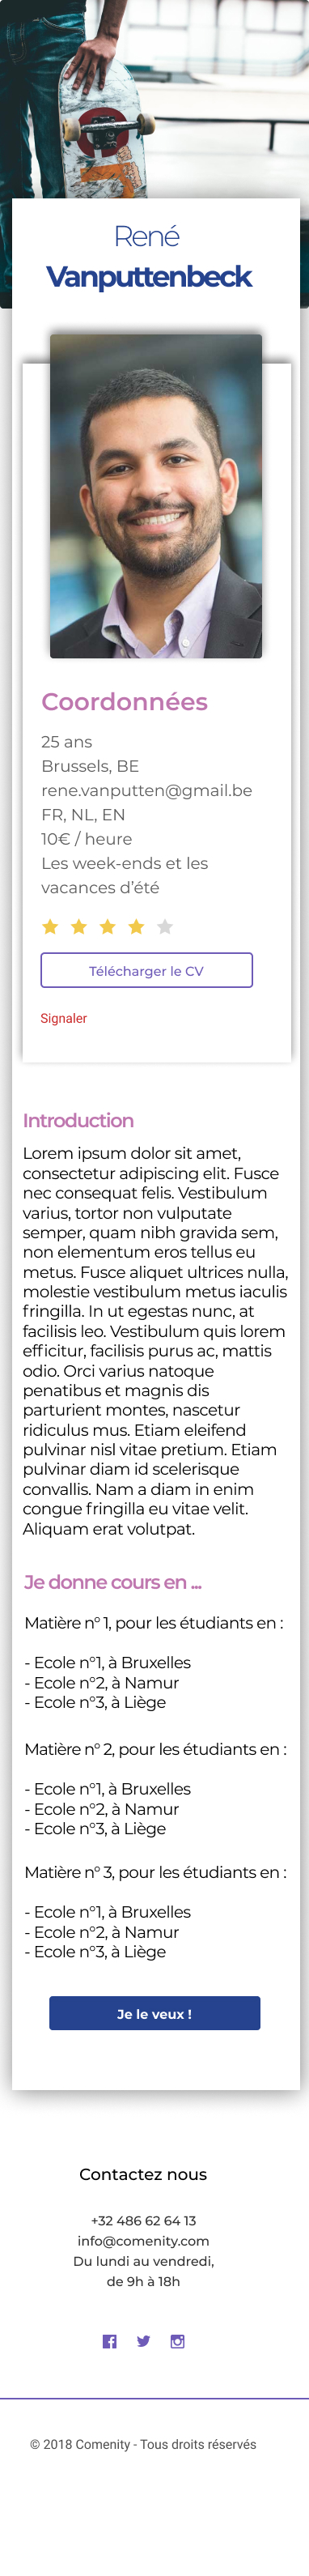 René
Vanputtenbeck
Coordonnées
25 ans
Brussels, BE
rene.vanputten@gmail.be
FR, NL, EN
10€ / heure
Les week-ends et les
vacances d’été
Télécharger le CV
Signaler
Introduction
Lorem ipsum dolor sit amet,
consectetur adipiscing elit. Fusce
nec consequat felis. Vestibulum
varius, tortor non vulputate
semper, quam nibh gravida sem,
non elementum eros tellus eu
metus. Fusce aliquet ultrices nulla,
molestie vestibulum metus iaculis
fringilla. In ut egestas nunc, at
facilisis leo. Vestibulum quis lorem
efficitur, facilisis purus ac, mattis
odio. Orci varius natoque
penatibus et magnis dis
parturient montes, nascetur
ridiculus mus. Etiam eleifend
pulvinar nisl vitae pretium. Etiam
pulvinar diam id scelerisque
convallis. Nam a diam in enim
congue fringilla eu vitae velit.
Aliquam erat volutpat.
Je donne cours en ...
Matière n° 1, pour les étudiants en :
- Ecole n°1, à Bruxelles
- Ecole n°2, à Namur
- Ecole n°3, à Liège
Matière n° 2, pour les étudiants en :
- Ecole n°1, à Bruxelles
- Ecole n°2, à Namur
- Ecole n°3, à Liège
Matière n° 3, pour les étudiants en :
- Ecole n°1, à Bruxelles
- Ecole n°2, à Namur
- Ecole n°3, à Liège
Je le veux !
Contactez nous
+32 486 62 64 13
info@comenity.com
Du lundi au vendredi,
de 9h à 18h
© 2018 Comenity - Tous droits réservés